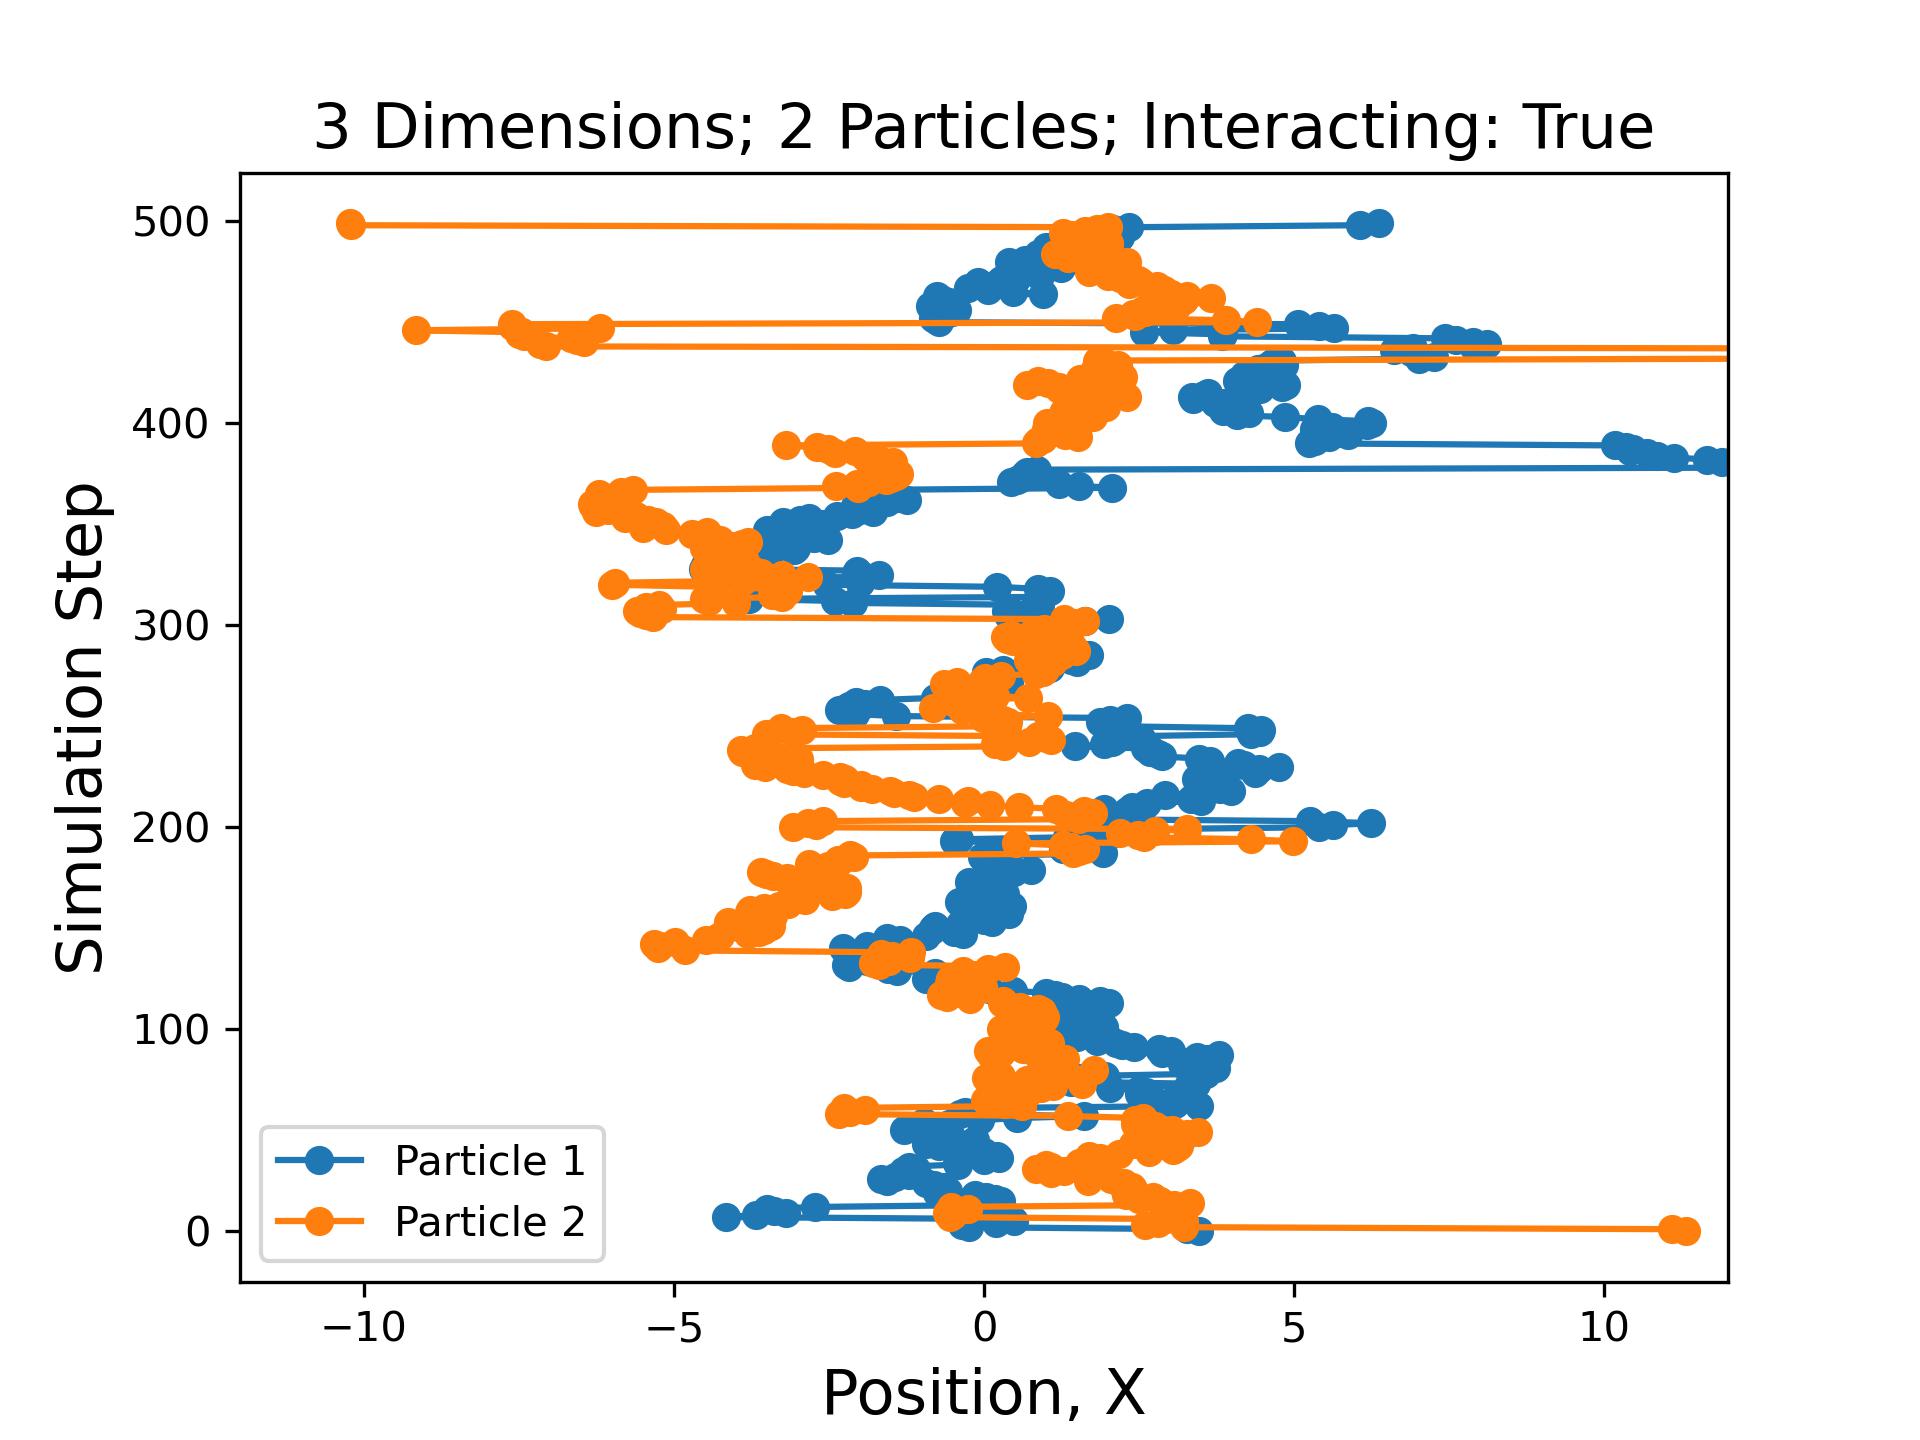 3 Dimensions; 2 Particles; Interacting: True
Simulation Step
500
400
300
200
100
0
Particle 1
Particle 2
−10
−5
0
5
10
Position, X